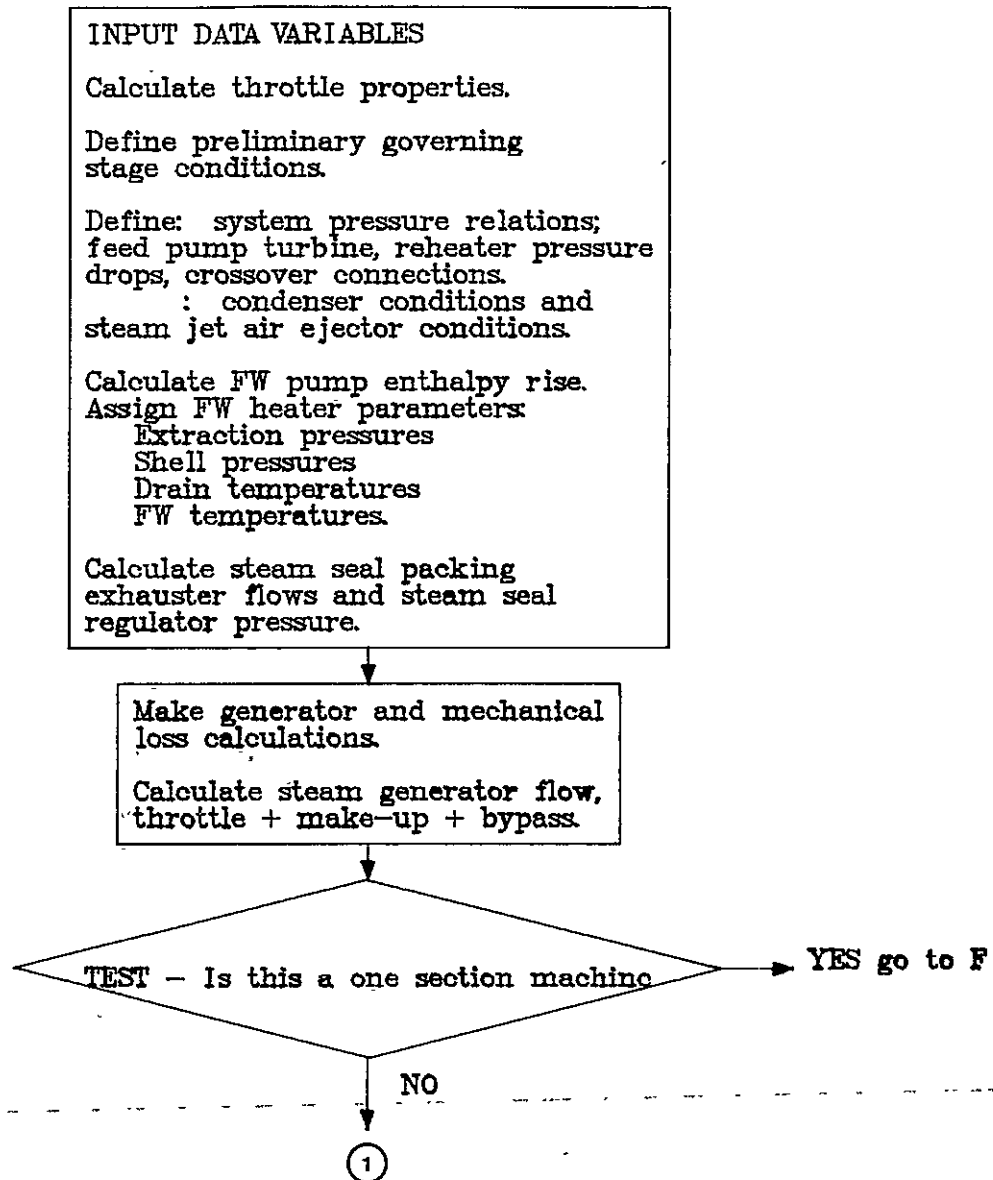 INPUT DATA VARIABLES
Calculate throttle properties.
Define preliminary governing
stage conditions.
Define: system pressure relations;
feed pump turbine, reheater pressure
drops, crossover connections.
: condenser conditions and
steam jet air ejector conditions.
Calculate FW pump enthalpy rise.
Assign FW heater parameters:
Extraction pressures
Shell pressures
Drain temperatures
FW temperatures.
Calculate steam seal packing
exhauster flows and steam seal
regulator pressure.
Make generator and mechanical
loss calculations.
Calculate steam generator flow,
throttle + make-up + bypass.
TEST - Is this a one section machine
YES go to F
NO
1